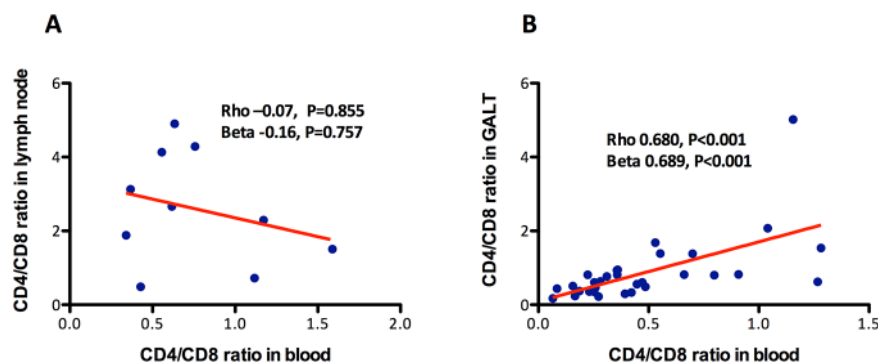 A
CD4/CD8 ratio in lymph node
6
4
2
0
Rho –0.07, P=0.855
Beta -0.16, P=0.757
0.0 0.5 1.0 1.5 2.0
CD4/CD8 ratio in blood
B
CD4/CD8 ratio in GALT
6
4
2
0
Rho 0.680, P<0.001
Beta 0.689, P<0.001
0.0 0.5 1.0 1.5
CD4/CD8 ratio in blood